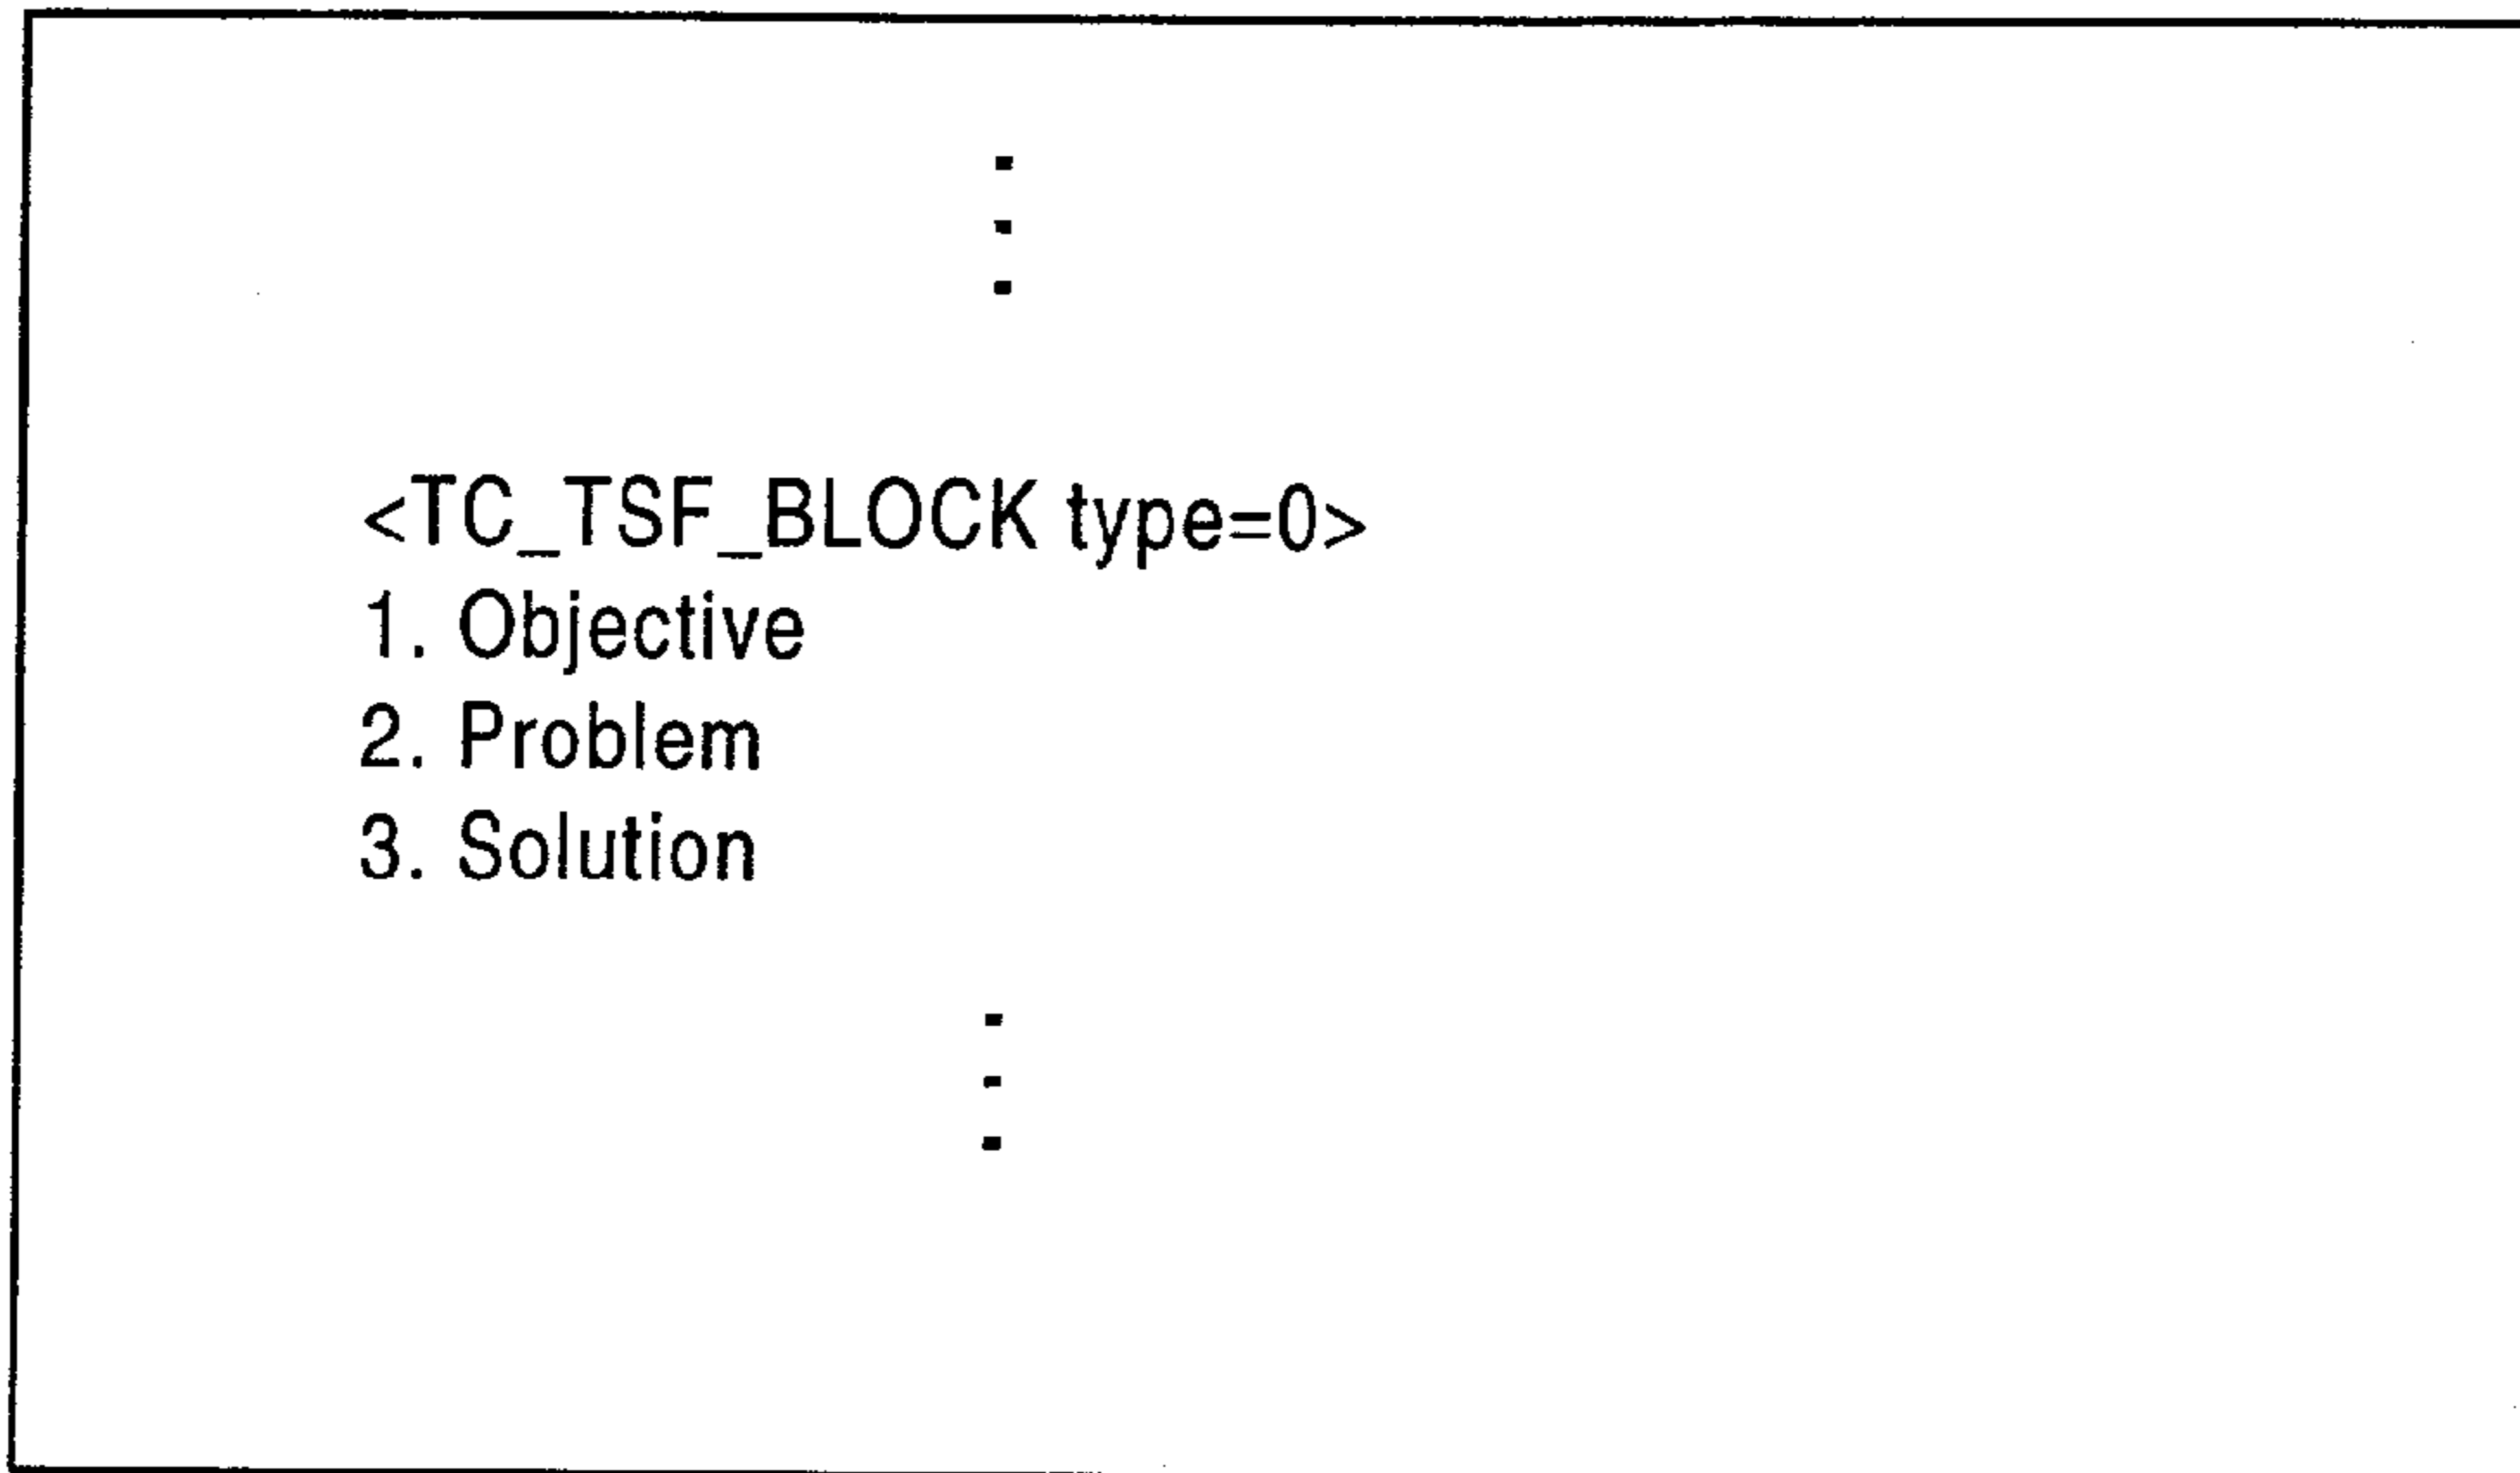 <TC_TSF_BLOCK type=0>
1. Objective
2. Problem
3. Solution